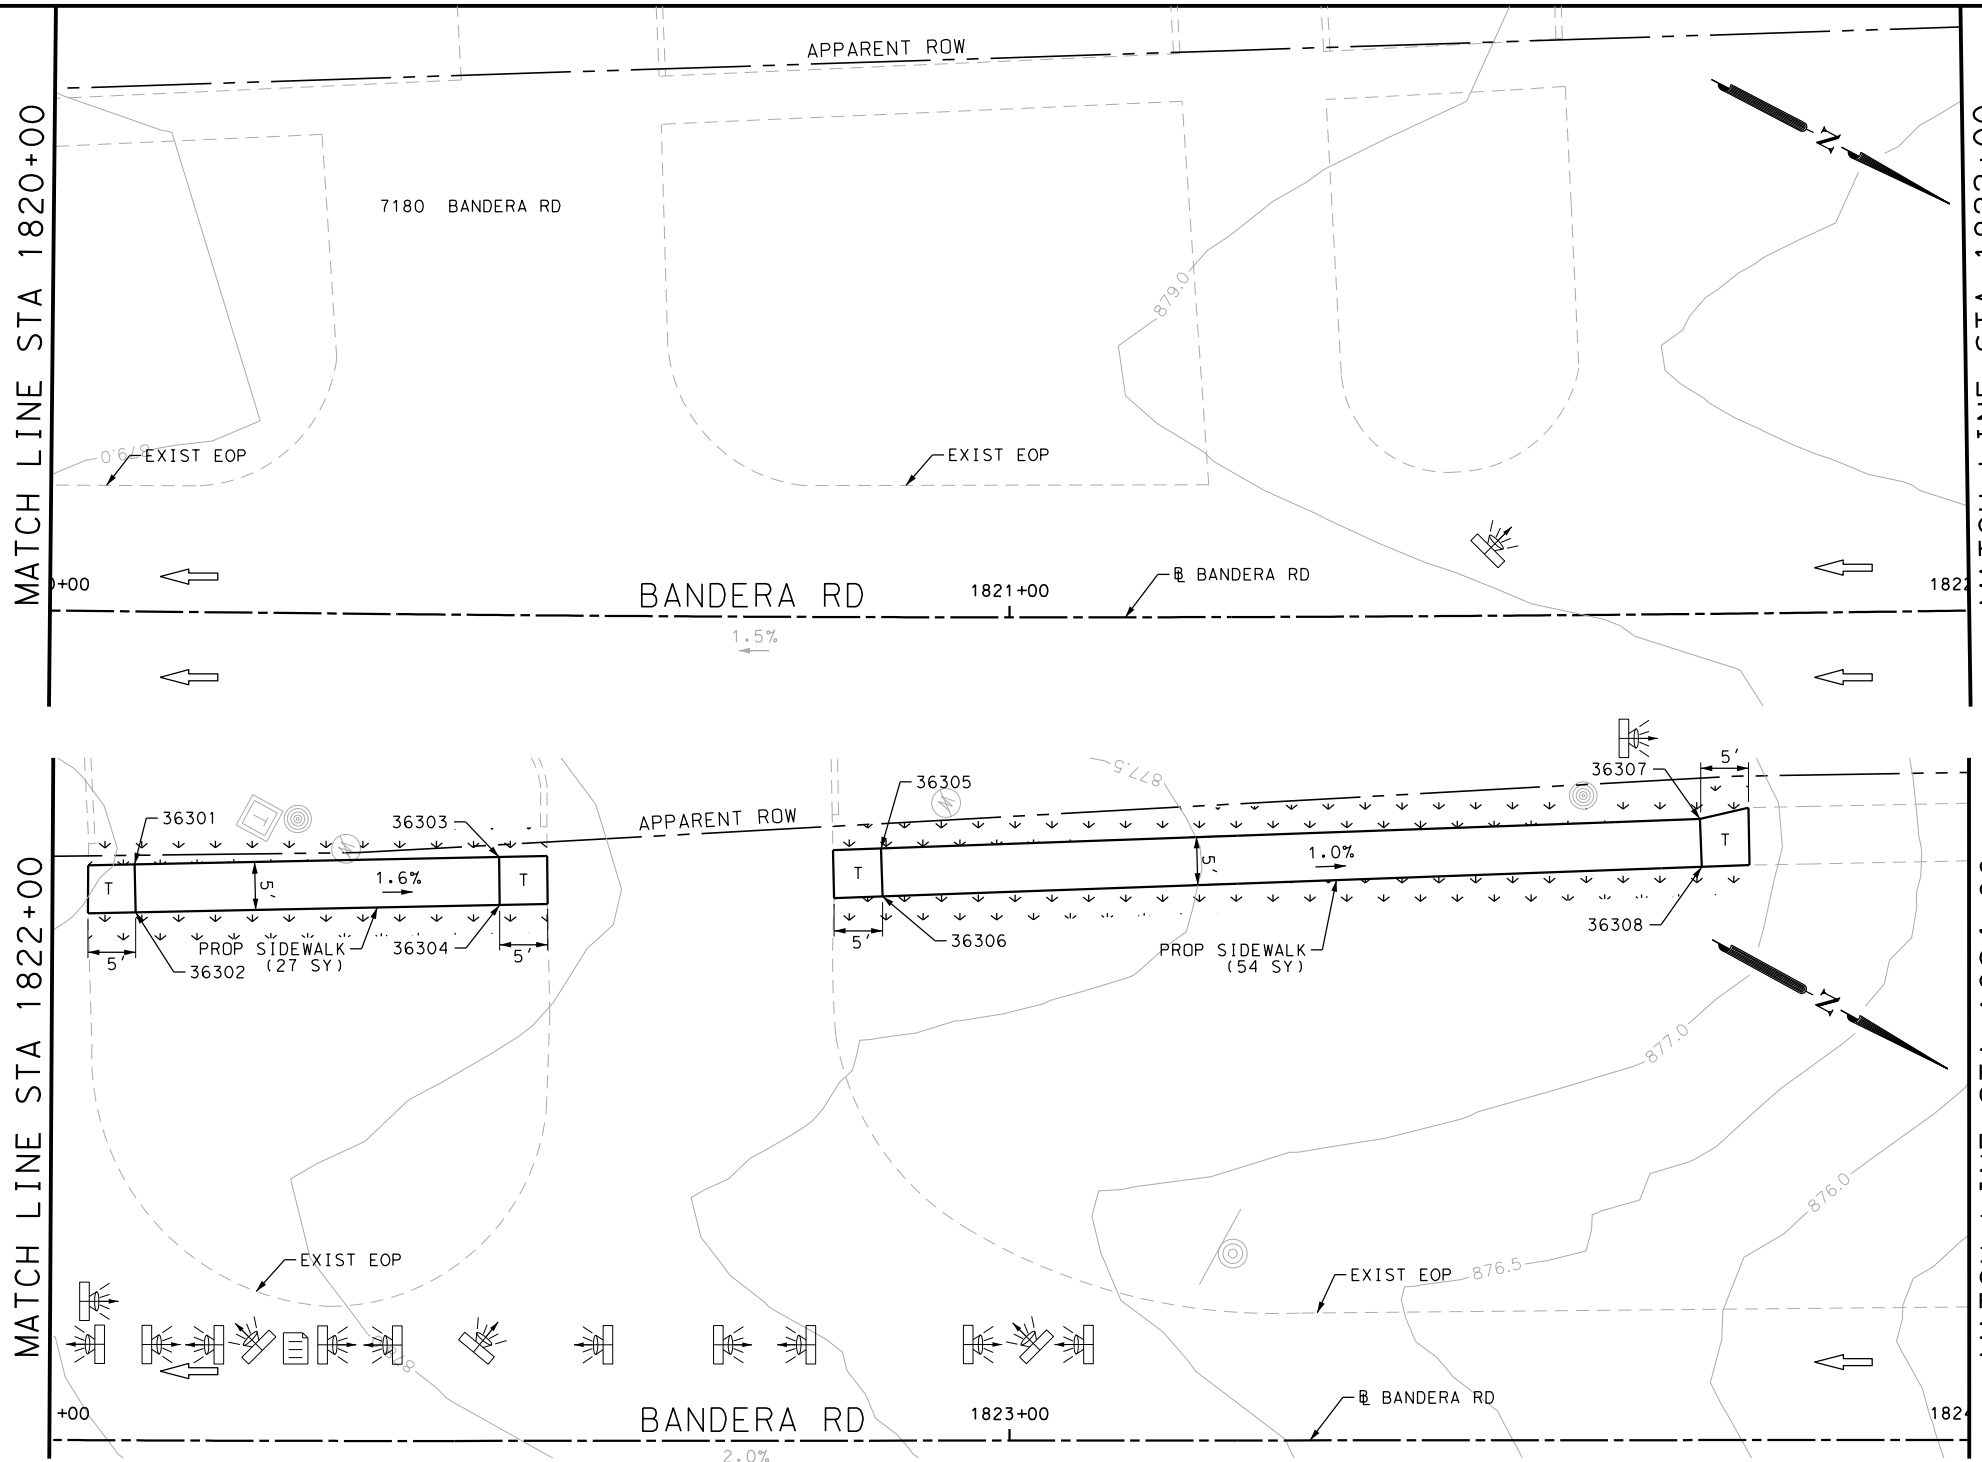 APPARENT ROW
MATCH LINE STA 1820+00
N
7180 BANDERA RD
879.0
879.0
EXIST EOP
EXIST EOP
+00
BANDERA RD
1821+00
BANDERA RD
1822
1.5%
36301
36303
APPARENT ROW
36305
877.5
36307
5'
T
5'
1.6%
T
T
5'
1.0%
T
5'
36302
PROP SIDEWALK
(27 SY)
36304
5'
5'
36306
PROP SIDEWALK
(54 SY)
36308
T
W
W
N
MATCH LINE STA 1822+00
877.0
876.0
876.5
EXIST EOP
EXIST EOP
+00
BANDERA RD
1823+00
BANDERA RD
182
2.0%